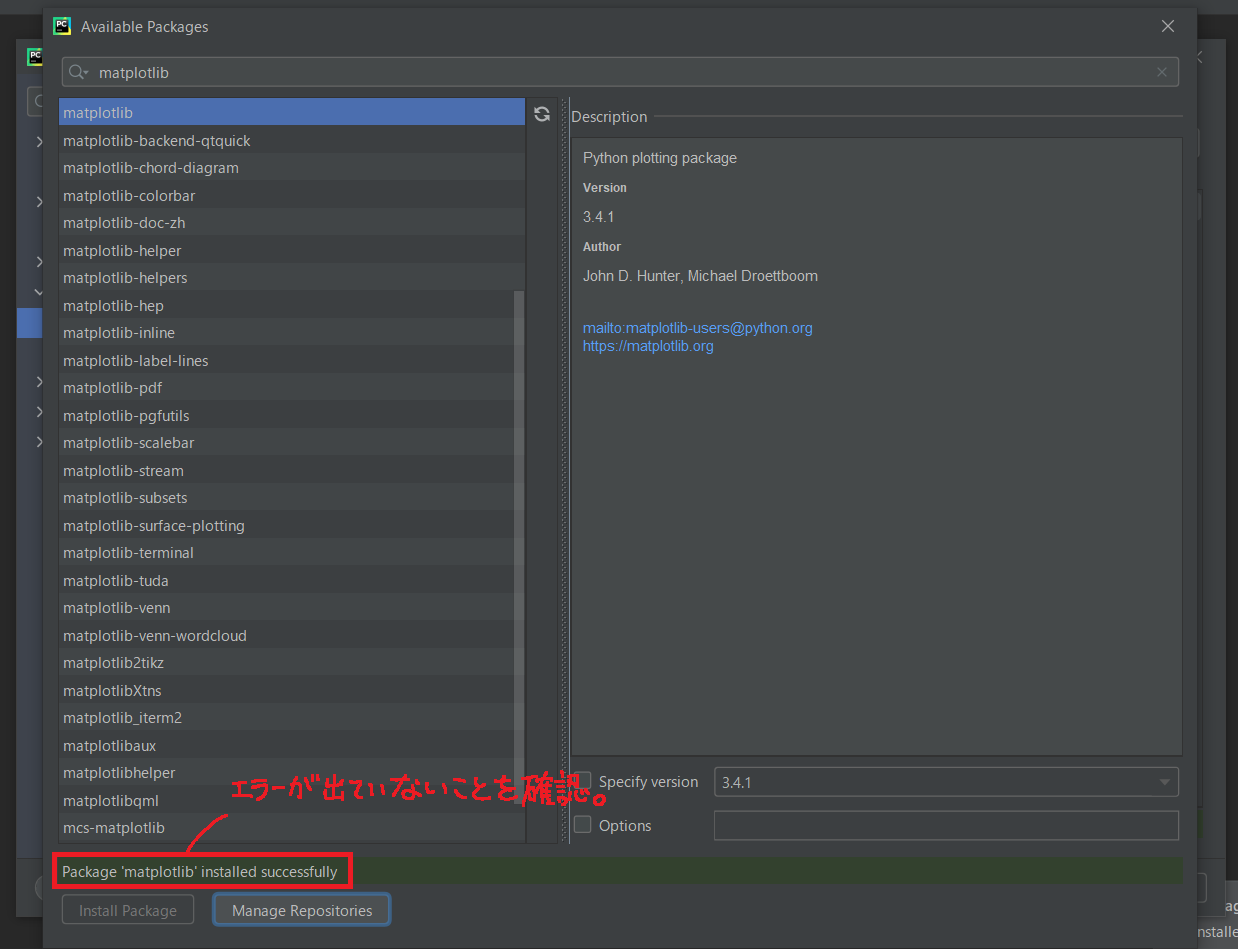 PC
Available Packages
PC
matplotlib
matplotlib
matplotlib-backend-qtquick
matplotlib-chord-diagram
matplotlib-colorbar
matplotlib-doc-zh
matplotlib-helper
matplotlib-helpers
matplotlib-hep
matplotlib-inline
matplotlib-label-lines
matplotlib-pdf
matplotlib-pgfutils
matplotlib-scalebar
matplotlib-stream
matplotlib-subsets
matplotlib-surface-plotting
matplotlib-terminal
matplotlib-tuda
matplotlib-venn
matplotlib-venn-wordcloud
matplotlib2tikz
matplotlibXtns
matplotlib_iterm2
matplotlibaux
matplotlibhelper
matplotlibqml
mcs-matplotlib
Description
Python plotting package
Version
3.4.1
Author
John D. Hunter, Michael Droettboom
mailto:matplotlib-users@python.org
https://matplotlib.org
エラーが出ていないことを確認。
Specify version
3.4.1
Options
Package 'matplotlib' installed successfully
Install Package
Manage Repositories